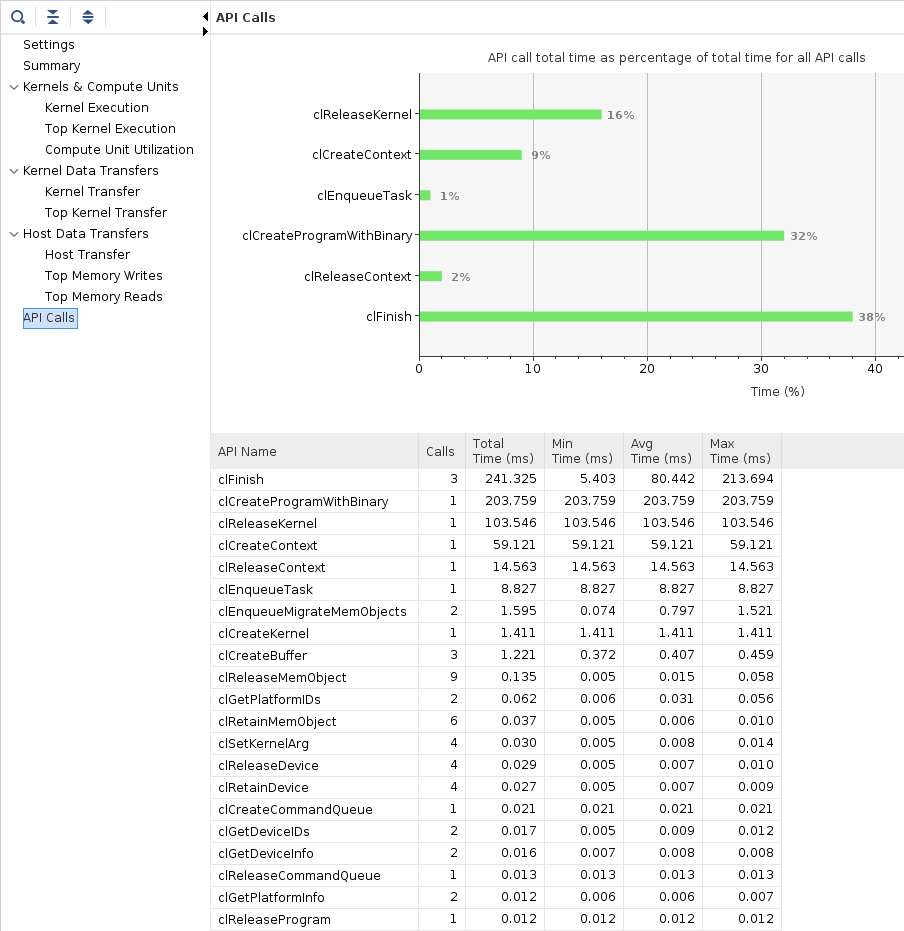 API Calls
Settings
Summary
Kernels & Compute Units
Kernel Execution
Top Kernel Execution
Compute Unit Utilization
Kernel Data Transfers
Kernel Transfer
Top Kernel Transfer
Host Data Transfers
Host Transfer
Top Memory Writes
Top Memory Reads
API Calls
API call total time as percentage of total time for all API calls
clReleaseKernel 16%
clCreateContext 9%
clEnqueueTask 1%
clCreateProgramWithBinary 32%
clReleaseContext 2%
clFinish 38%
0 10 20 30 40
Time (%)
API Name Calls Total Time (ms) Min Time (ms) Avg Time (ms) Max Time (ms)
clFinish 3 241.325 5.403 80.442 213.694
clCreateProgramWithBinary 1 203.759 203.759 203.759 203.759
clReleaseKernel 1 103.546 103.546 103.546 103.546
clCreateContext 1 59.121 59.121 59.121 59.121
clReleaseContext 1 14.563 14.563 14.563 14.563
clEnqueueTask 1 8.827 8.827 8.827 8.827
clEnqueueMigrateMemObjects 2 1.595 0.074 0.797 1.521
clCreateKernel 1 1.411 1.411 1.411 1.411
clCreateBuffer 3 1.221 0.372 0.407 0.459
clReleaseMemObject 9 0.135 0.005 0.015 0.058
clGetPlatformIDs 2 0.062 0.006 0.031 0.056
clRetainMemObject 6 0.037 0.005 0.006 0.010
clSetKernelArg 4 0.030 0.005 0.008 0.014
clReleaseDevice 4 0.029 0.005 0.007 0.010
clRetainDevice 4 0.027 0.005 0.007 0.009
clCreateCommandQueue 1 0.021 0.021 0.021 0.021
clGetDeviceIDs 2 0.017 0.005 0.009 0.012
clGetDeviceInfo 2 0.016 0.007 0.008 0.008
clReleaseCommandQueue 1 0.013 0.013 0.013 0.013
clGetPlatformInfo 2 0.012 0.006 0.006 0.007
clReleaseProgram 1 0.012 0.012 0.012 0.012